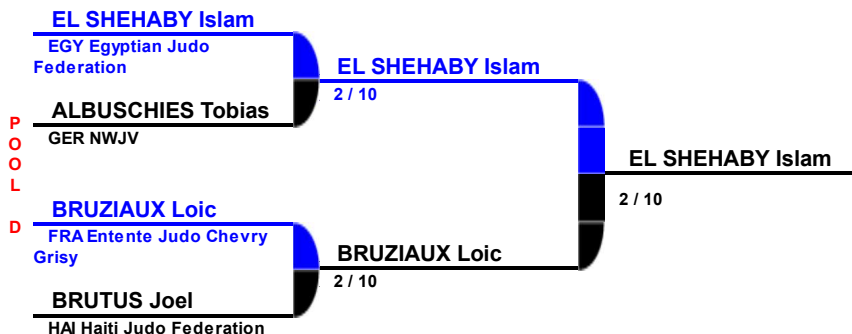 EL SHEHABY Islam
EGY Egyptian Judo
Federation
ALBUSCHIES Tobias
GER NWJV
POOL D
BRUZIAUX Loic
FRA Entente Judo Chevry
Grisy
BRUTUS Joel
HAI Haiti Judo Federation
EL SHEHABY Islam
2 / 10
BRUZIAUX Loic
2 / 10
EL SHEHABY Islam
2 / 10